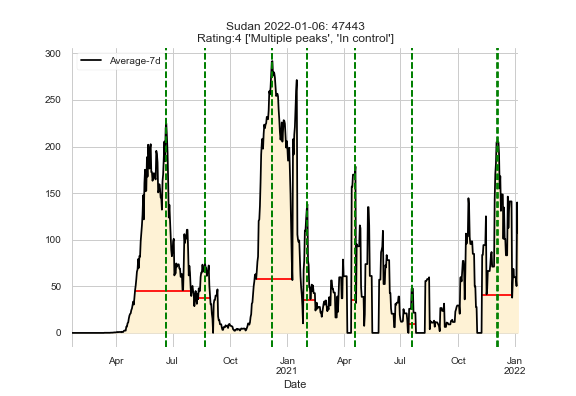 Sudan 2022-01-06: 47443
Rating:4 ['Multiple peaks', 'In control']
Average-7d
300
250
200
150
100
50
0
Apr Jul Oct Jan Apr Jul Oct Jan
2021 2022
Date